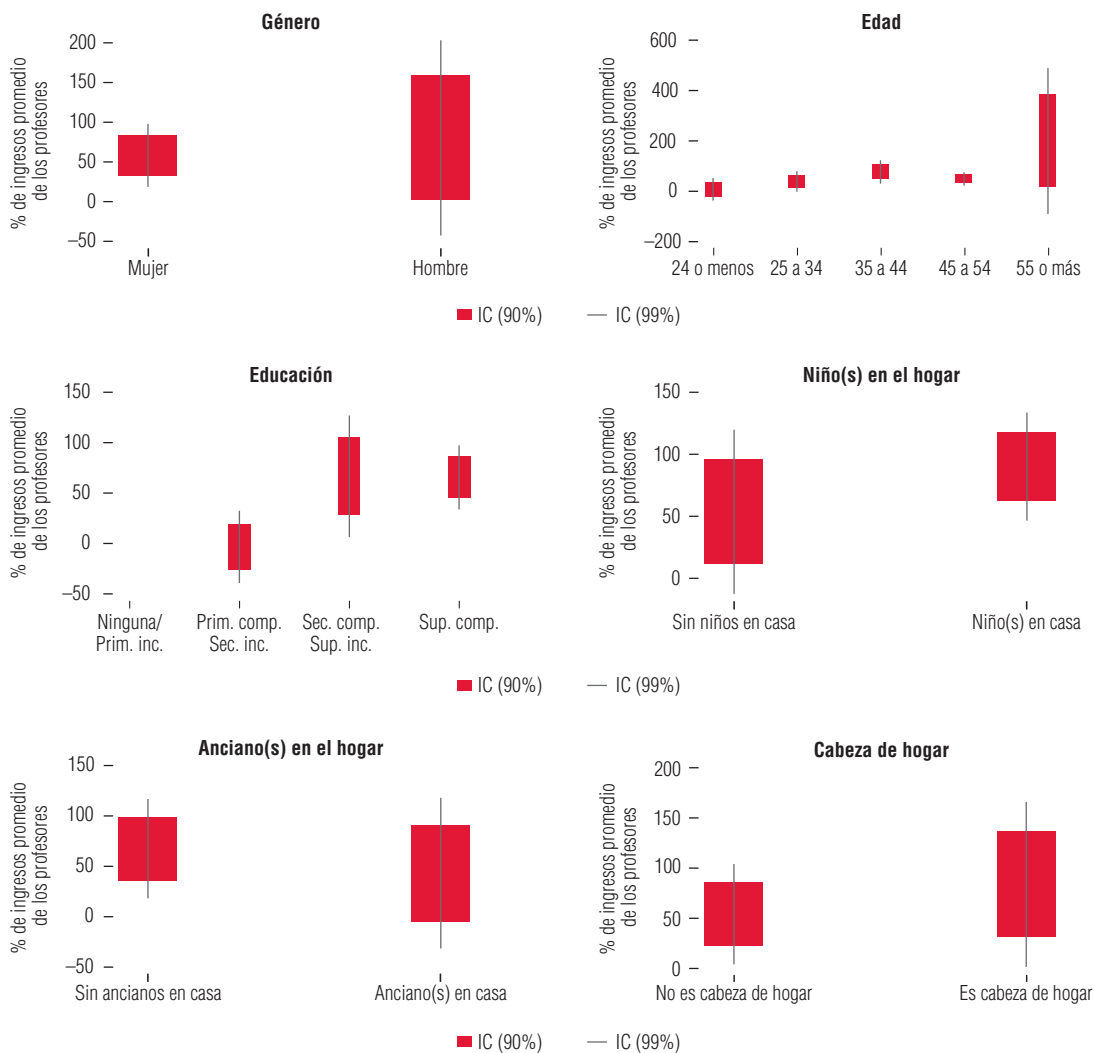 Género
% de ingresos promedio
de los profesores
200
150
100
50
0
–50
Mujer
Hombre
Edad
% de ingresos promedio
de los profesores
600
400
200
0
–200
24 o menos
25 a 34
35 a 44
45 a 54
55 o más
IC (90%)
IC (99%)
Educación
% de ingresos promedio
de los profesores
150
100
50
0
–50
Ninguna/
Prim. inc.
Prim. comp.
Sec. inc.
Sec. comp.
Sup. inc.
Sup. comp.
Niño(s) en el hogar
% de ingresos promedio
de los profesores
150
100
50
0
Sin niños en casa
Niño(s) en casa
IC (90%)
IC (99%)
Anciano(s) en el hogar
% de ingresos promedio
de los profesores
150
100
50
0
–50
Sin ancianos en casa
Anciano(s) en casa
Cabeza de hogar
% de ingresos promedio
de los profesores
200
150
100
50
0
No es cabeza de hogar
Es cabeza de hogar
IC (90%)
IC (99%)